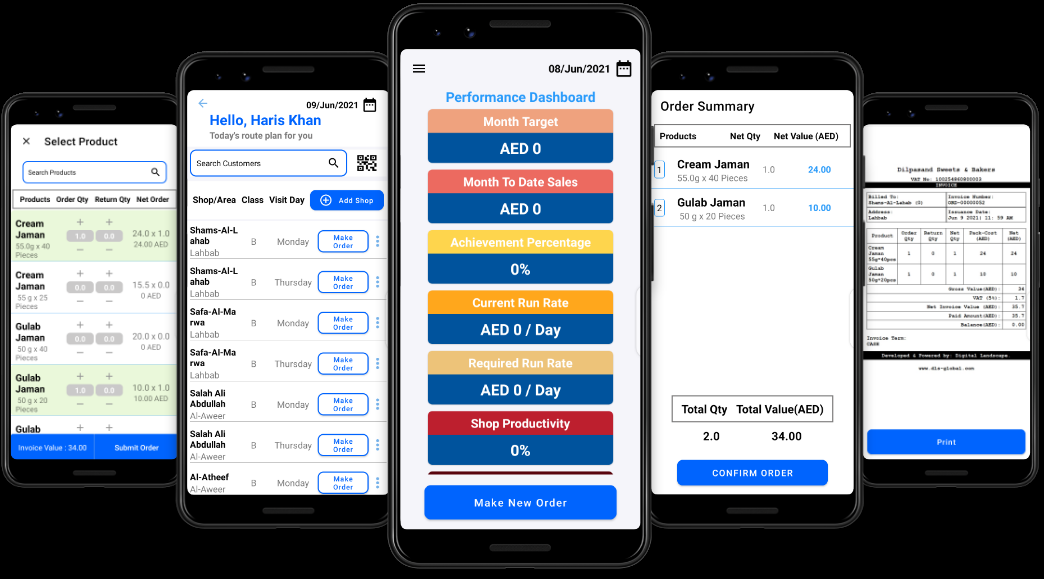 Select Product
Search Products
Products Order Qty Return Qty Net Order
Cream
Jaman
55.0g x 40
Pieces
1.0 0.0
24.0 x 1.0
24.00 AED
Cream
Jaman
55 g x 25
Pieces
0.0 0.0
15.5 x 0.0
0 AED
Gulab
Jaman
50 g x 40
Pieces
0.0 0.0
20.0 x 0.0
0 AED
Gulab
Jaman
50 g x 20
Pieces
1.0 0.0
10.0 x 1.0
10.00 AED
Gulab
Invoice Value : 34.00 Submit Order
09/Jun/2021
Hello, Haris Khan
Today's route plan for you
Search Customers
Shop/Area Class Visit Day Add Shop
Shams-Al-L
ahab
Lahbab
B Monday Make
Order
Shams-Al-L
ahab
Lahbab
B Thursday Make
Order
Safa-Al-Ma
rwa
Lahbab
B Monday Make
Order
Safa-Al-Ma
rwa
Lahbab
B Thursday Make
Order
Salah Ali
Abdullah
Al-Aweer
B Monday Make
Order
Salah Ali
Abdullah
Al-Aweer
B Thursday Make
Order
Al-Atheef
Al-Aweer
B Monday Make
Order
08/Jun/2021
Performance Dashboard
Month Target
AED 0
Month To Date Sales
AED 0
Achievement Percentage
0%
Current Run Rate
AED 0 / Day
Required Run Rate
AED 0 / Day
Shop Productivity
0%
Make New Order
Order Summary
Products Net Qty Net Value (AED)
1 Cream Jaman 1.0 24.00
55.0g x 40 Pieces
2 Gulab Jaman 1.0 10.00
50 g x 20 Pieces
Total Qty Total Value(AED)
2.0 34.00
CONFIRM ORDER
Dilpasand Sweets & Bakers
VAT No: 100254860800003
INVOICE
Billed To:
Shams-Al-Lahab (0)
Invoice Number:
ORD-00000052
Address:
Lahbab
Issuance Date:
Jun 9 2021| 11: 59 AM
Product Order
Qty Return
Qty Net
Qty Pack-Cost
(AED) Net
(AED)
Cream
Jaman
55g*40pcs
1 0 1 24 24
Gulab
Jaman
50g*20pcs
1 0 1 10 10
Gross Value(AED): 34
VAT (5%): 1.7
Net Invoice Value (AED): 35.7
Paid Amount(AED): 35.7
Balance(AED): 0.00
Invoice Term:
CASH
Developed & Powered by- Digital Landscape
www.dls-global.com
Print